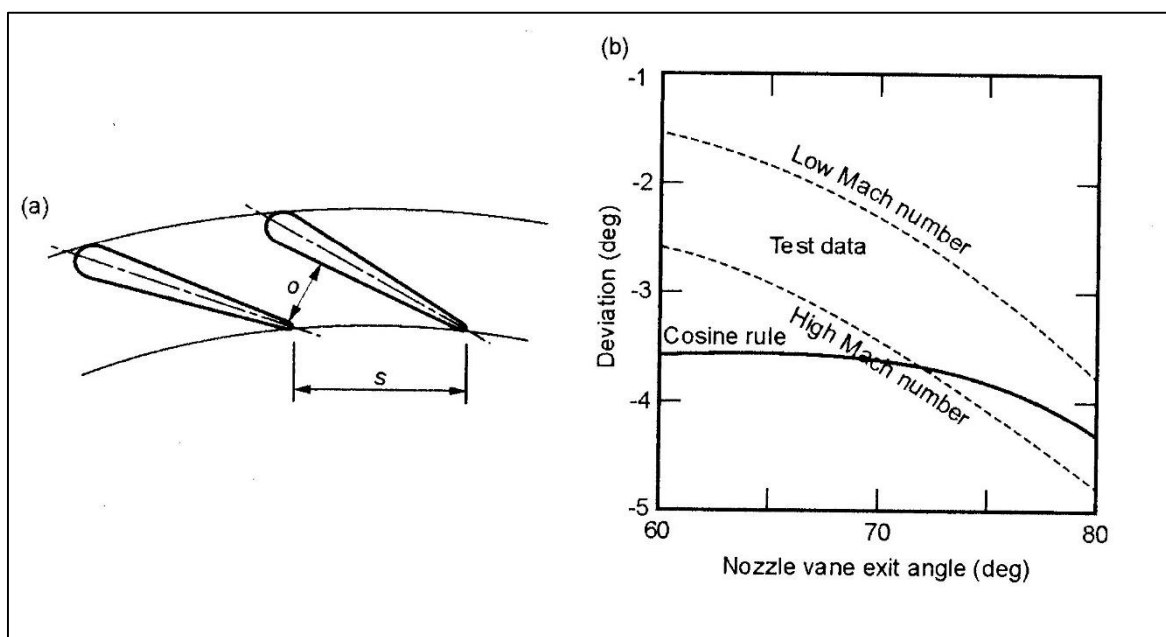 (a)
o
s
(b)
-1
-2
-3
-4
-5
Deviation (deg)
Low Mach number
Test data
High Mach number
Cosine rule
60
70
80
Nozzle vane exit angle (deg)